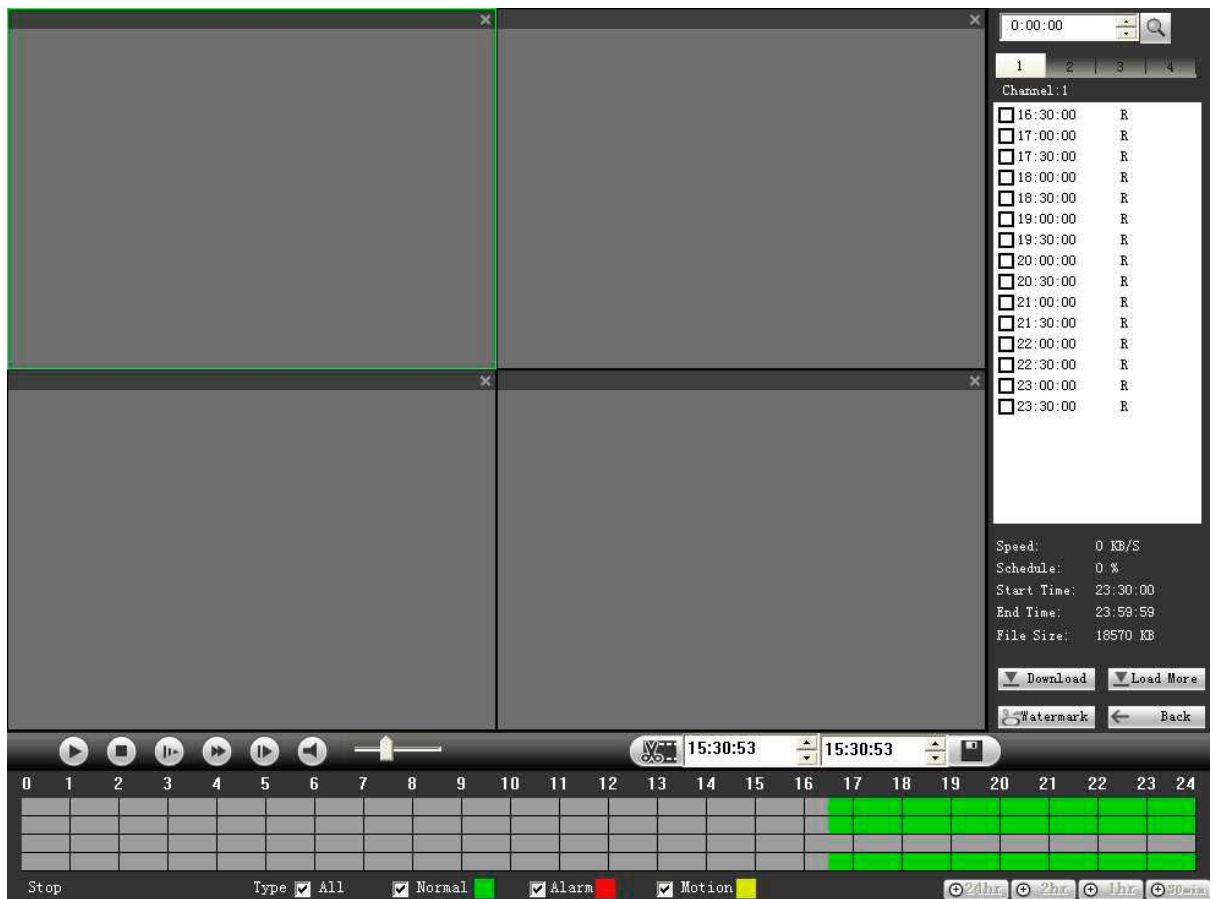 0:00:00
1 2 3 4
Channel:1
16:30:00 R
17:00:00 R
17:30:00 R
18:00:00 R
18:30:00 R
19:00:00 R
19:30:00 R
20:00:00 R
20:30:00 R
21:00:00 R
21:30:00 R
22:00:00 R
22:30:00 R
23:00:00 R
23:30:00 R
Speed: 0 KB/S
Schedule: 0 %
Start Time: 23:30:00
End Time: 23:59:59
File Size: 18570 KB
Download Load More
Watermark Back
15:30:53 15:30:53
0 1 2 3 4 5 6 7 8 9 10 11 12 13 14 15 16 17 18 19 20 21 22 23 24
Stop Type All Normal Alarm Motion 24hr 2hr 1hr 30min